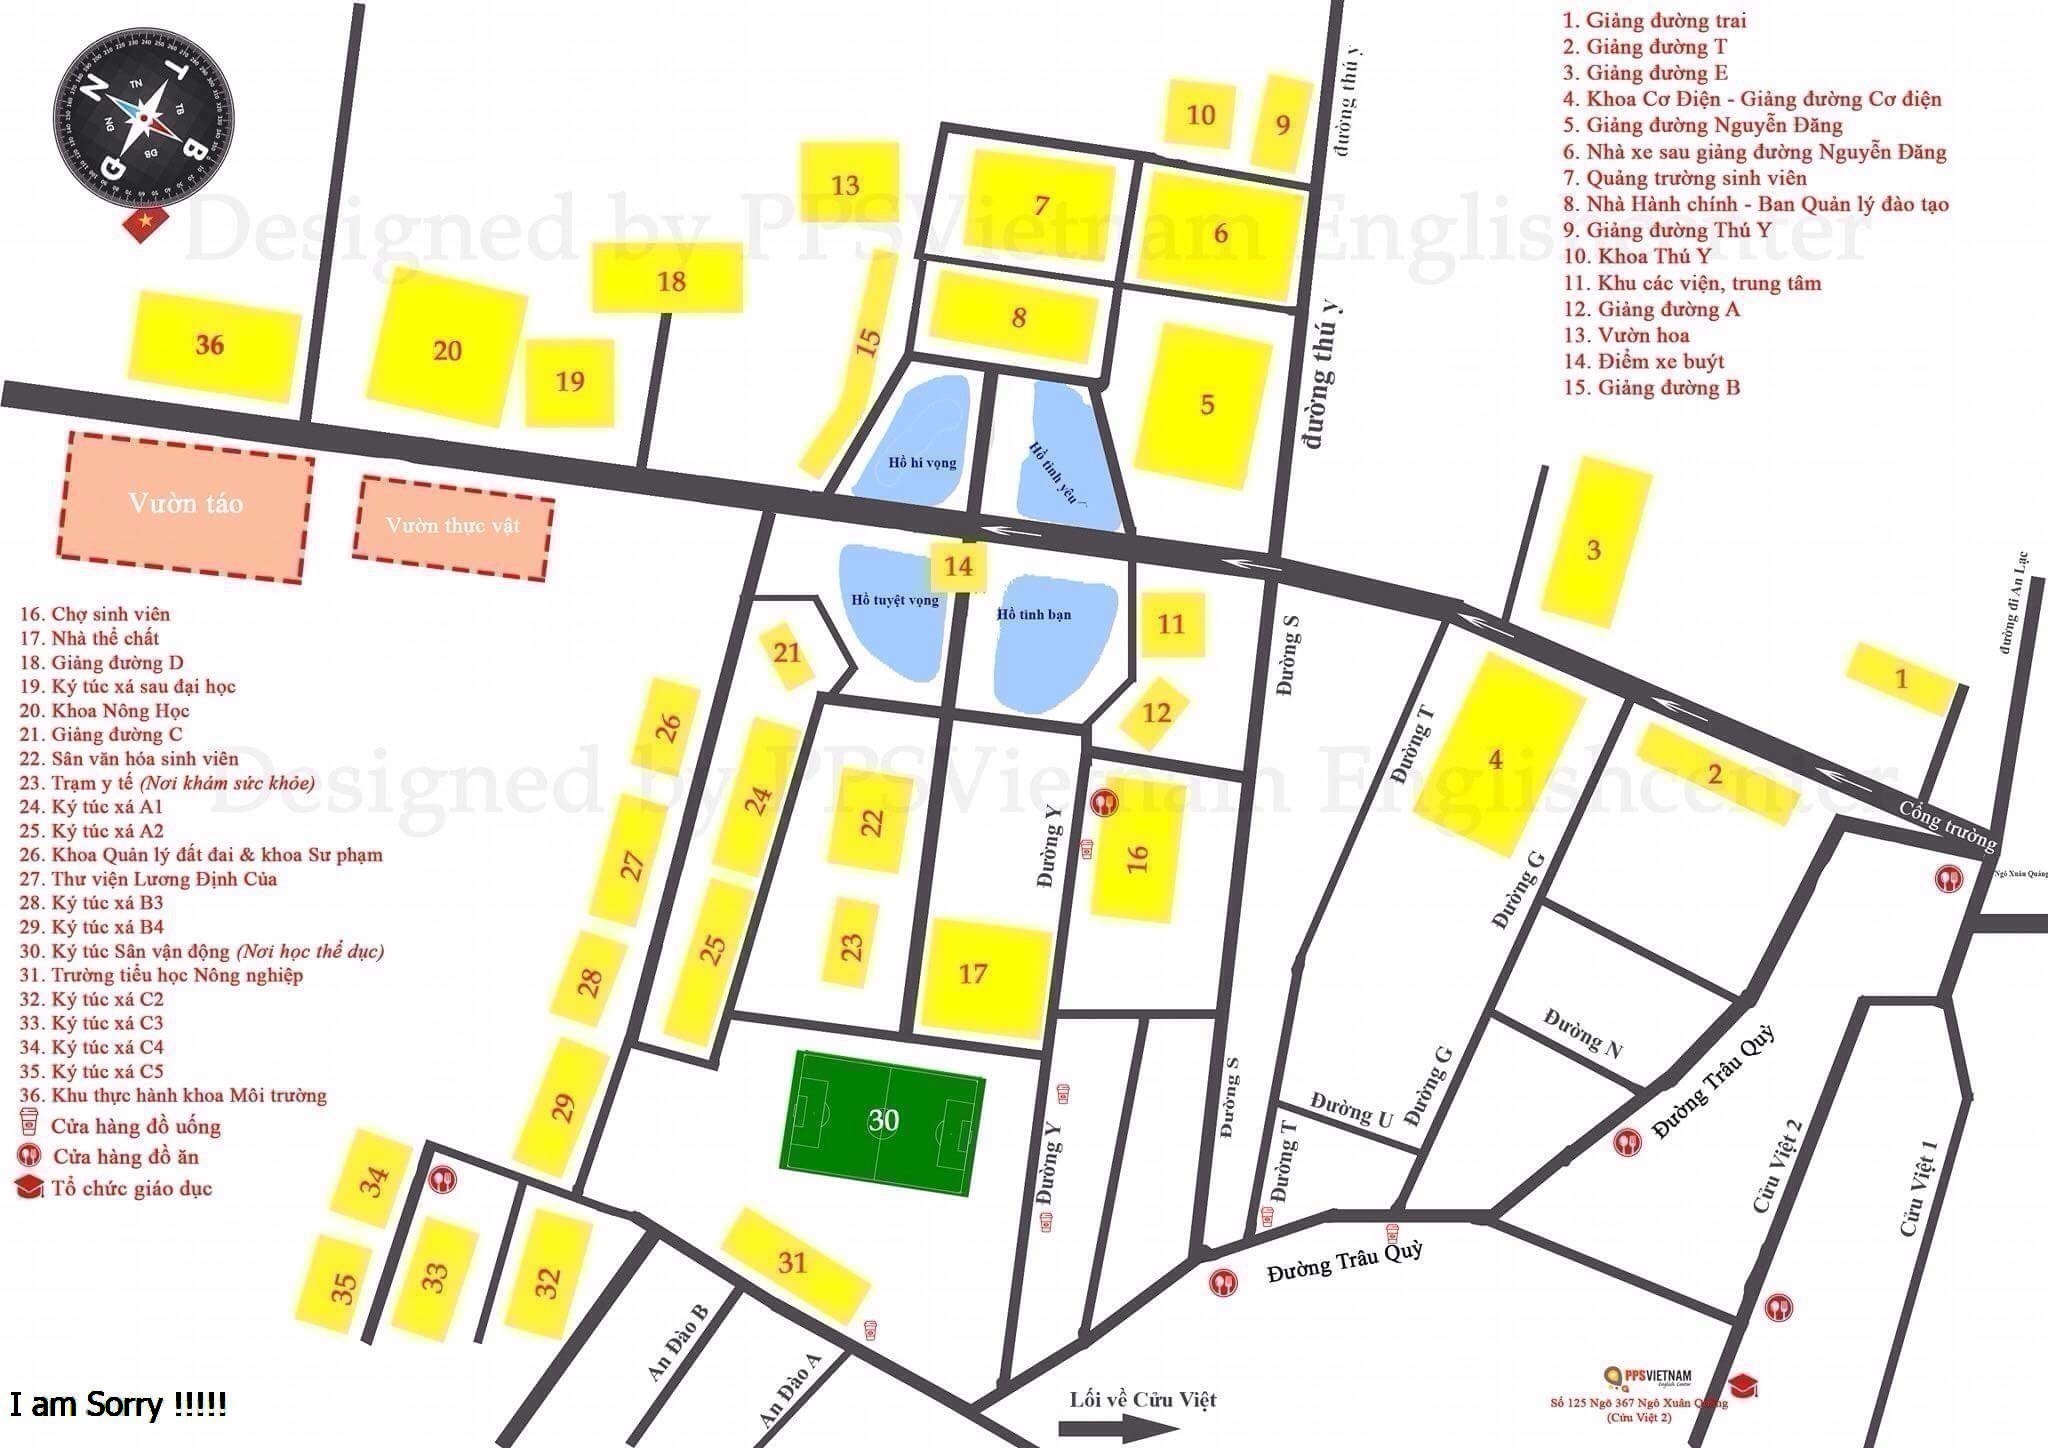 1. Giảng đường trai
2. Giảng đường T
3. Giảng đường E
4. Khoa Cơ Điện - Giảng đường Cơ điện
5. Giảng đường Nguyễn Đăng
6. Nhà xe sau giảng đường Nguyễn Đăng
7. Quảng trường sinh viên
8. Nhà Hành chính - Ban Quản lý đào tạo
9. Giảng đường Thú Y
10. Khoa Thú Y
11. Khu các viện, trung tâm
12. Giảng đường A
13. Vườn hoa
14. Điểm xe buýt
15. Giảng đường B
N
T
B
Đ
TN
TB
ĐN
ĐB
Designed by PPSVietnam Englishcenter
đường thú y
10
9
13
7
6
18
8
36
20
19
15
5
đường thú y
Hồ hi vọng
Hồ tình yêu
Vườn táo
Vườn thực vật
3
14
Hồ tuyệt vọng
Hồ tình bạn
11
Đường S
đường đi An Lạc
21
1
26
12
Đường T
4
2
Designed by PPSVietnam Englishcenter
24
22
Đường Y
16
Cổng trường
27
Đường G
Ngô Xuân Quảng
25
23
17
28
Đường N
Đường G
Đường Trâu Quỳ
29
30
Đường S
Đường U
Đường Y
Đường T
Cửu Việt 2
Cửu Việt 1
34
31
35
33
32
Đường Trâu Quỳ
An Đào B
An Đào A
Lối về Cửu Việt
16. Chợ sinh viên
17. Nhà thể chất
18. Giảng đường D
19. Ký túc xá sau đại học
20. Khoa Nông Học
21. Giảng đường C
22. Sân văn hóa sinh viên
23. Trạm y tế (Nơi khám sức khỏe)
24. Ký túc xá A1
25. Ký túc xá A2
26. Khoa Quản lý đất đai & khoa Sư phạm
27. Thư viện Lương Định Của
28. Ký túc xá B3
29. Ký túc xá B4
30. Ký túc Sân vận động (Nơi học thể dục)
31. Trường tiểu học Nông nghiệp
32. Ký túc xá C2
33. Ký túc xá C3
34. Ký túc xá C4
35. Ký túc xá C5
36. Khu thực hành khoa Môi trường
Cửa hàng đồ uống
Cửa hàng đồ ăn
Tổ chức giáo dục
I am Sorry !!!!!
PPSVIETNAM
English Center
Số 125 Ngõ 367 Ngô Xuân Quảng
(Cửu Việt 2)